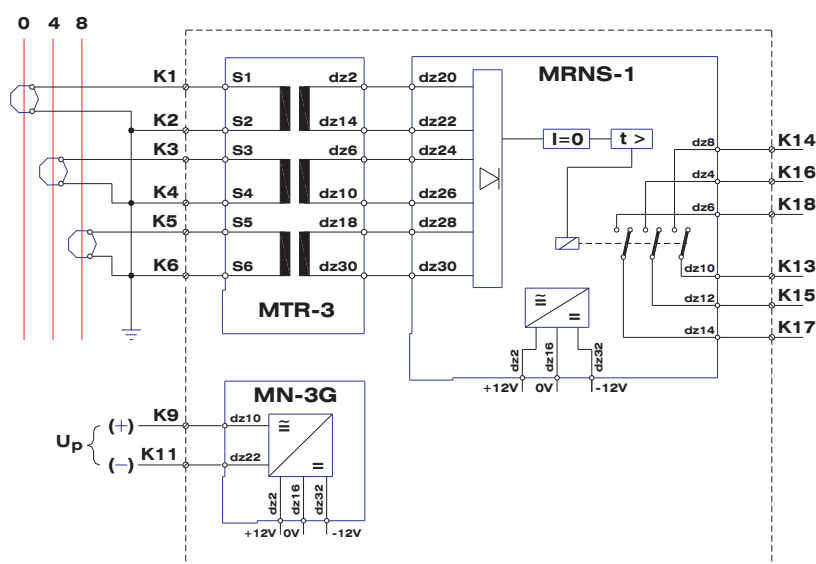 0 4 8
K1 S1 dz2 dz20 MRNS-1
K2 S2 dz14 dz22 I=0 t > dz8 K14
K3 S3 dz6 dz24 dz4 K16
K4 S4 dz10 dz26 dz6 K18
K5 S5 dz18 dz28
K6 S6 dz30 dz30 dz10 K13
MTR-3 ≅ = dz12 K15
dz14 K17
dz2 dz16 dz32
+12V 0V -12V
MN-3G
Up (+) K9 dz10 ≅
(−) K11 dz22 =
dz2 dz16 dz32
+12V 0V -12V